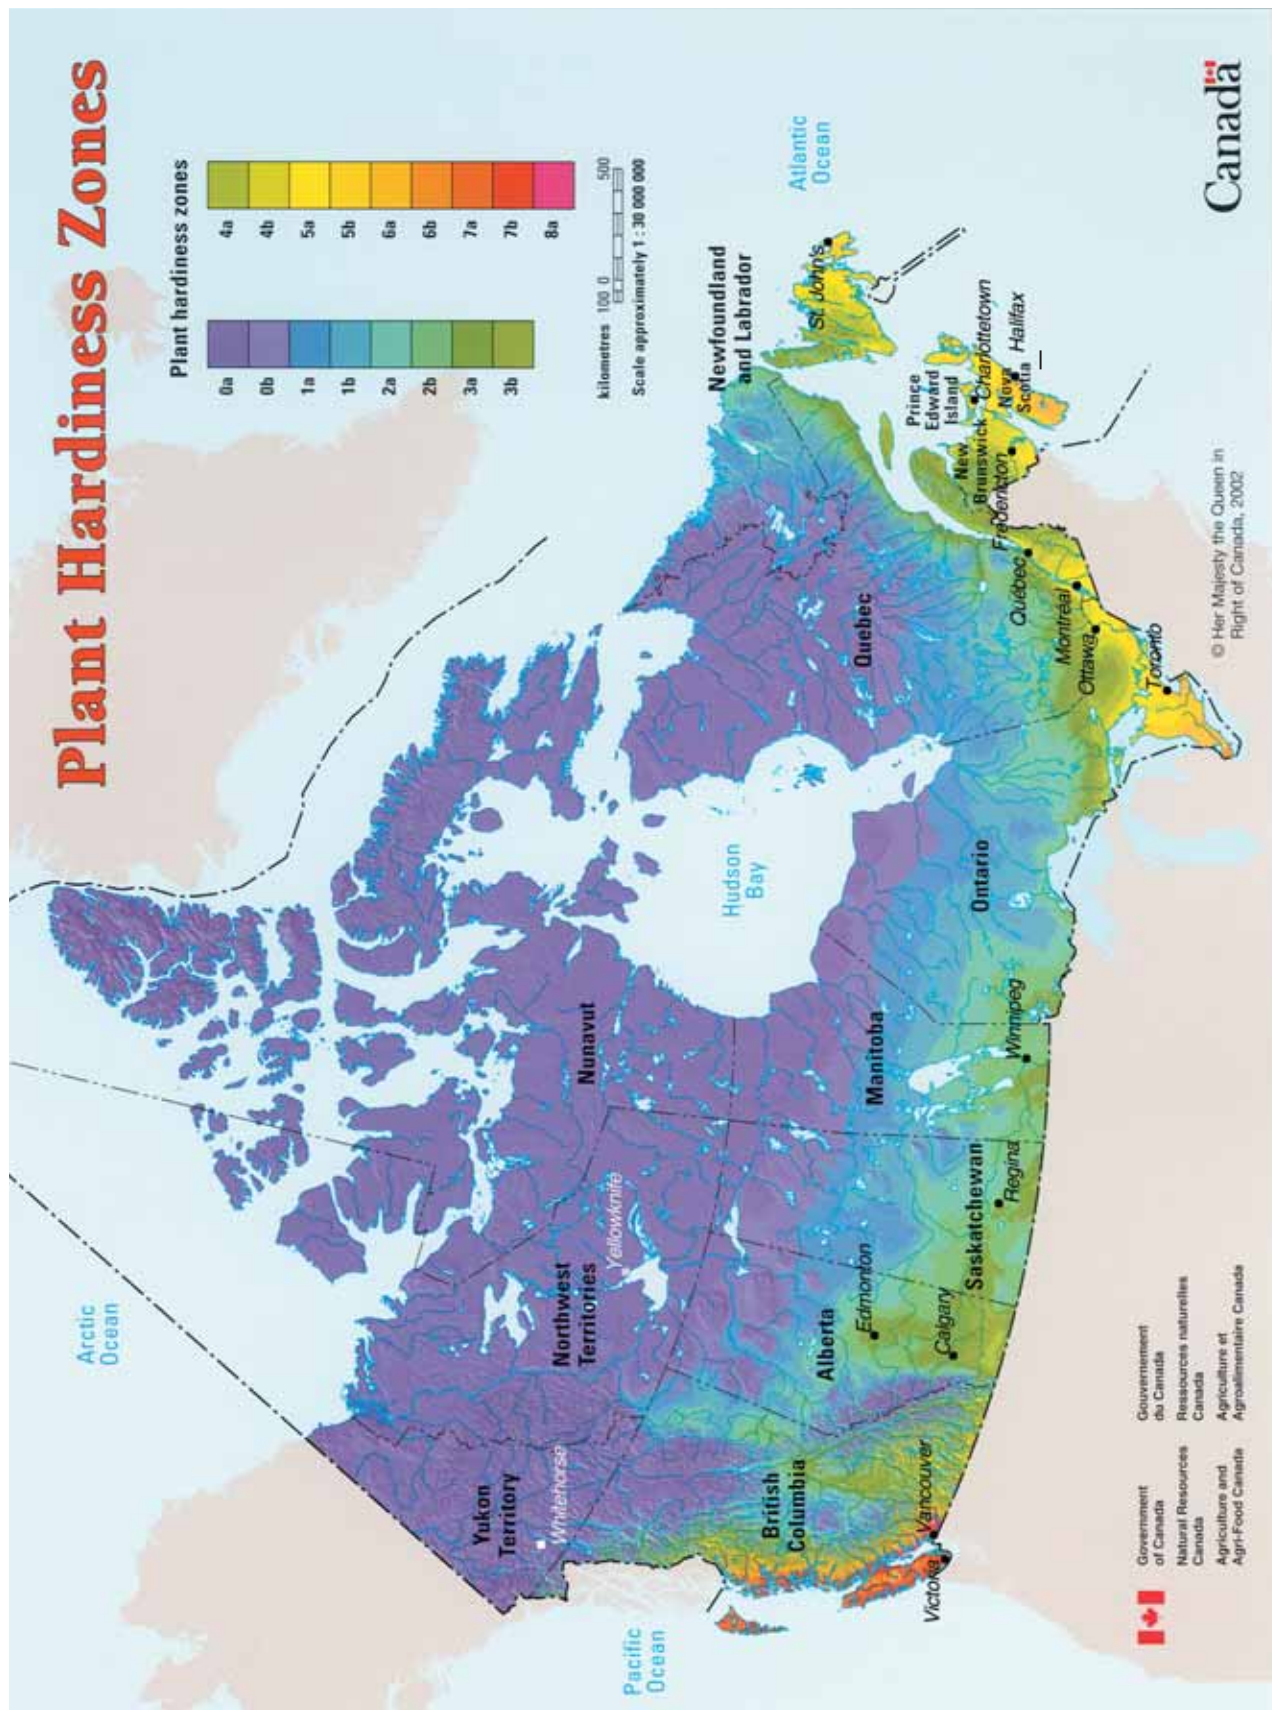 Plant Hardiness Zones
Plant hardiness zones
0a
0b
1a
1b
2a
2b
3a
3b
4a
4b
5a
5b
6a
6b
7a
7b
8a
kilometres 100 0 500
Scale approximately 1 : 30 000 000
Arctic
Ocean
Pacific
Ocean
Atlantic
Ocean
Hudson
Bay
Yukon
Territory
Whitehorse
Northwest
Territories
Yellowknife
Nunavut
British
Columbia
Vancouver
Victoria
Alberta
Edmonton
Calgary
Saskatchewan
Regina
Manitoba
Winnipeg
Ontario
Toronto
Ottawa
Quebec
Montréal
Québec
Newfoundland
and Labrador
St. John's
Prince
Edward
Island
Charlottetown
New
Brunswick
Fredericton
Nova
Scotia
Halifax
Government
of Canada
Gouvernement
du Canada
Natural Resources
Canada
Ressources naturelles
Canada
Agriculture and
Agri-Food Canada
Agriculture et
Agroalimentaire Canada
© Her Majesty the Queen in
Right of Canada, 2002
Canada